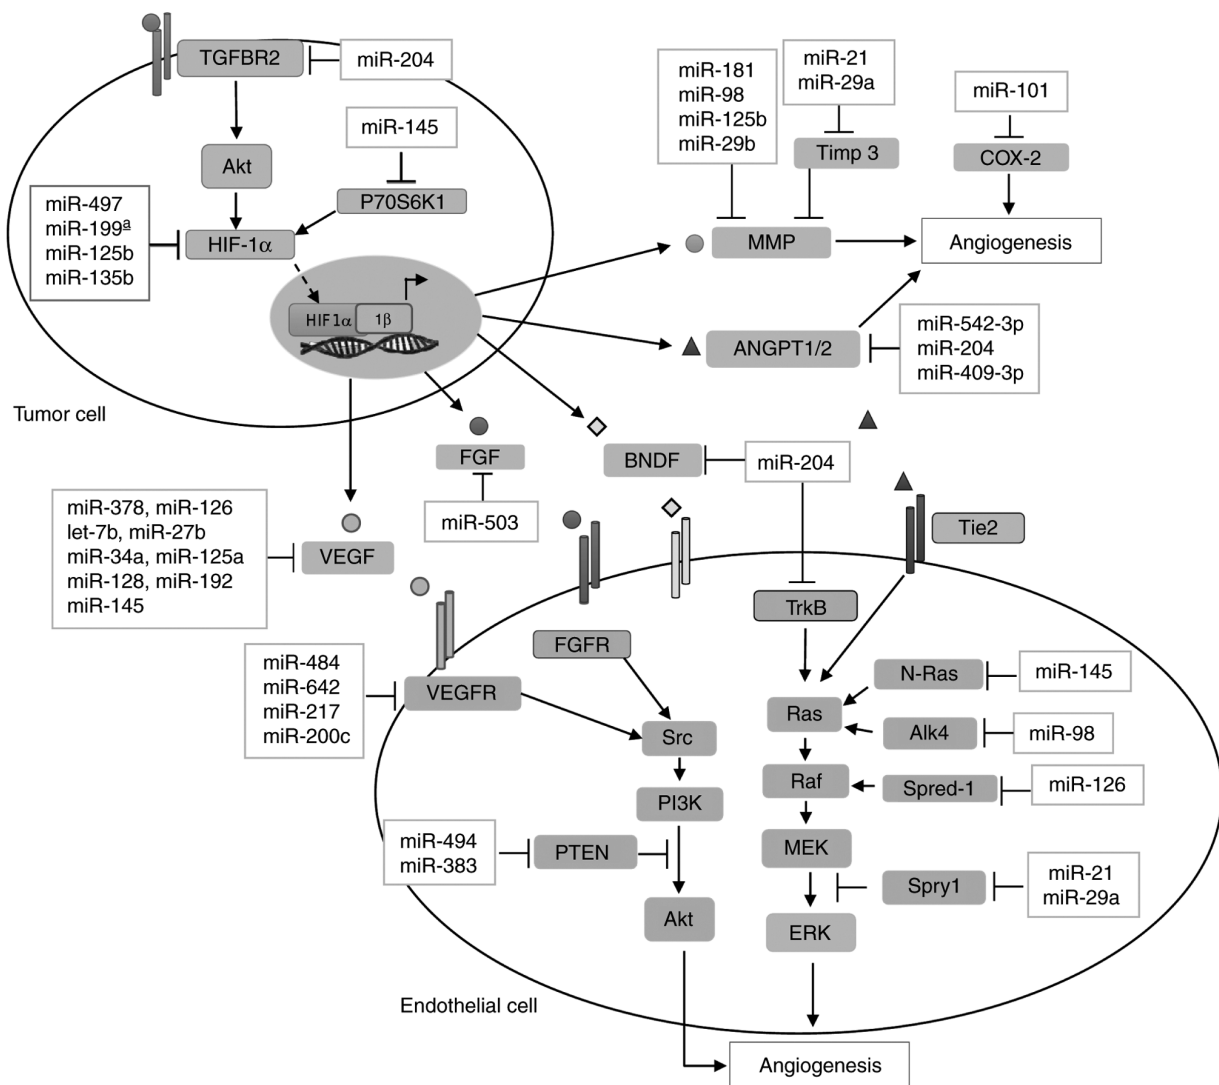 TGFBR2
miR-204
miR-145
Akt
P70S6K1
miR-497
miR-199a
miR-125b
miR-135b
HIF-1α
HIF1α
1β
Tumor cell
miR-181
miR-98
miR-125b
miR-29b
miR-21
miR-29a
Timp 3
MMP
miR-101
COX-2
Angiogenesis
ANGPT1/2
miR-542-3p
miR-204
miR-409-3p
FGF
miR-503
BNDF
miR-204
miR-378, miR-126
let-7b, miR-27b
miR-34a, miR-125a
miR-128, miR-192
miR-145
VEGF
Tie2
TrkB
FGFR
miR-484
miR-642
miR-217
miR-200c
VEGFR
N-Ras
miR-145
Ras
Alk4
miR-98
Src
Raf
Spred-1
miR-126
PI3K
miR-494
miR-383
PTEN
MEK
Spry1
miR-21
miR-29a
Akt
ERK
Endothelial cell
Angiogenesis